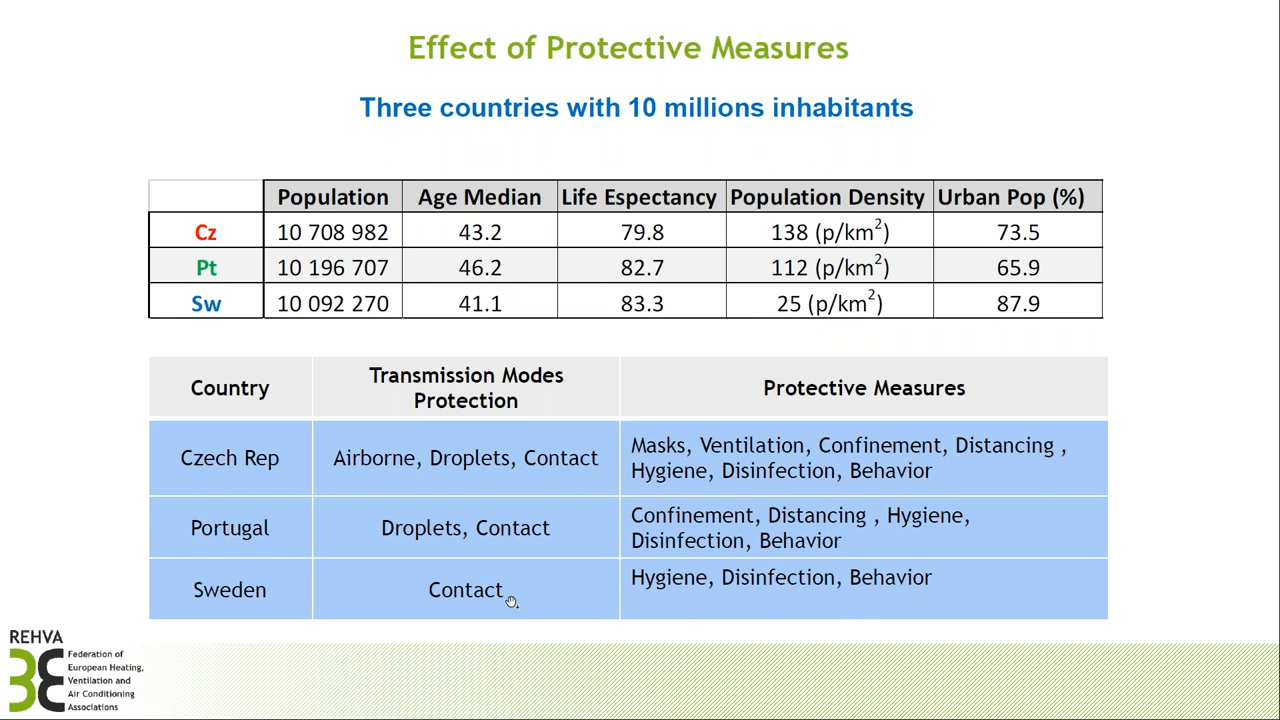 Effect of Protective Measures
Three countries with 10 millions inhabitants
Population Age Median Life Espectancy Population Density Urban Pop (%)
Cz 10 708 982 43.2 79.8 138 (p/km²) 73.5
Pt 10 196 707 46.2 82.7 112 (p/km²) 65.9
Sw 10 092 270 41.1 83.3 25 (p/km²) 87.9
Country Transmission Modes Protection Protective Measures
Czech Rep Airborne, Droplets, Contact Masks, Ventilation, Confinement, Distancing ,
Hygiene, Disinfection, Behavior
Portugal Droplets, Contact Confinement, Distancing , Hygiene,
Disinfection, Behavior
Sweden Contact Hygiene, Disinfection, Behavior
REHVA
Federation of
European Heating,
Ventilation and
Air Conditioning
Associations